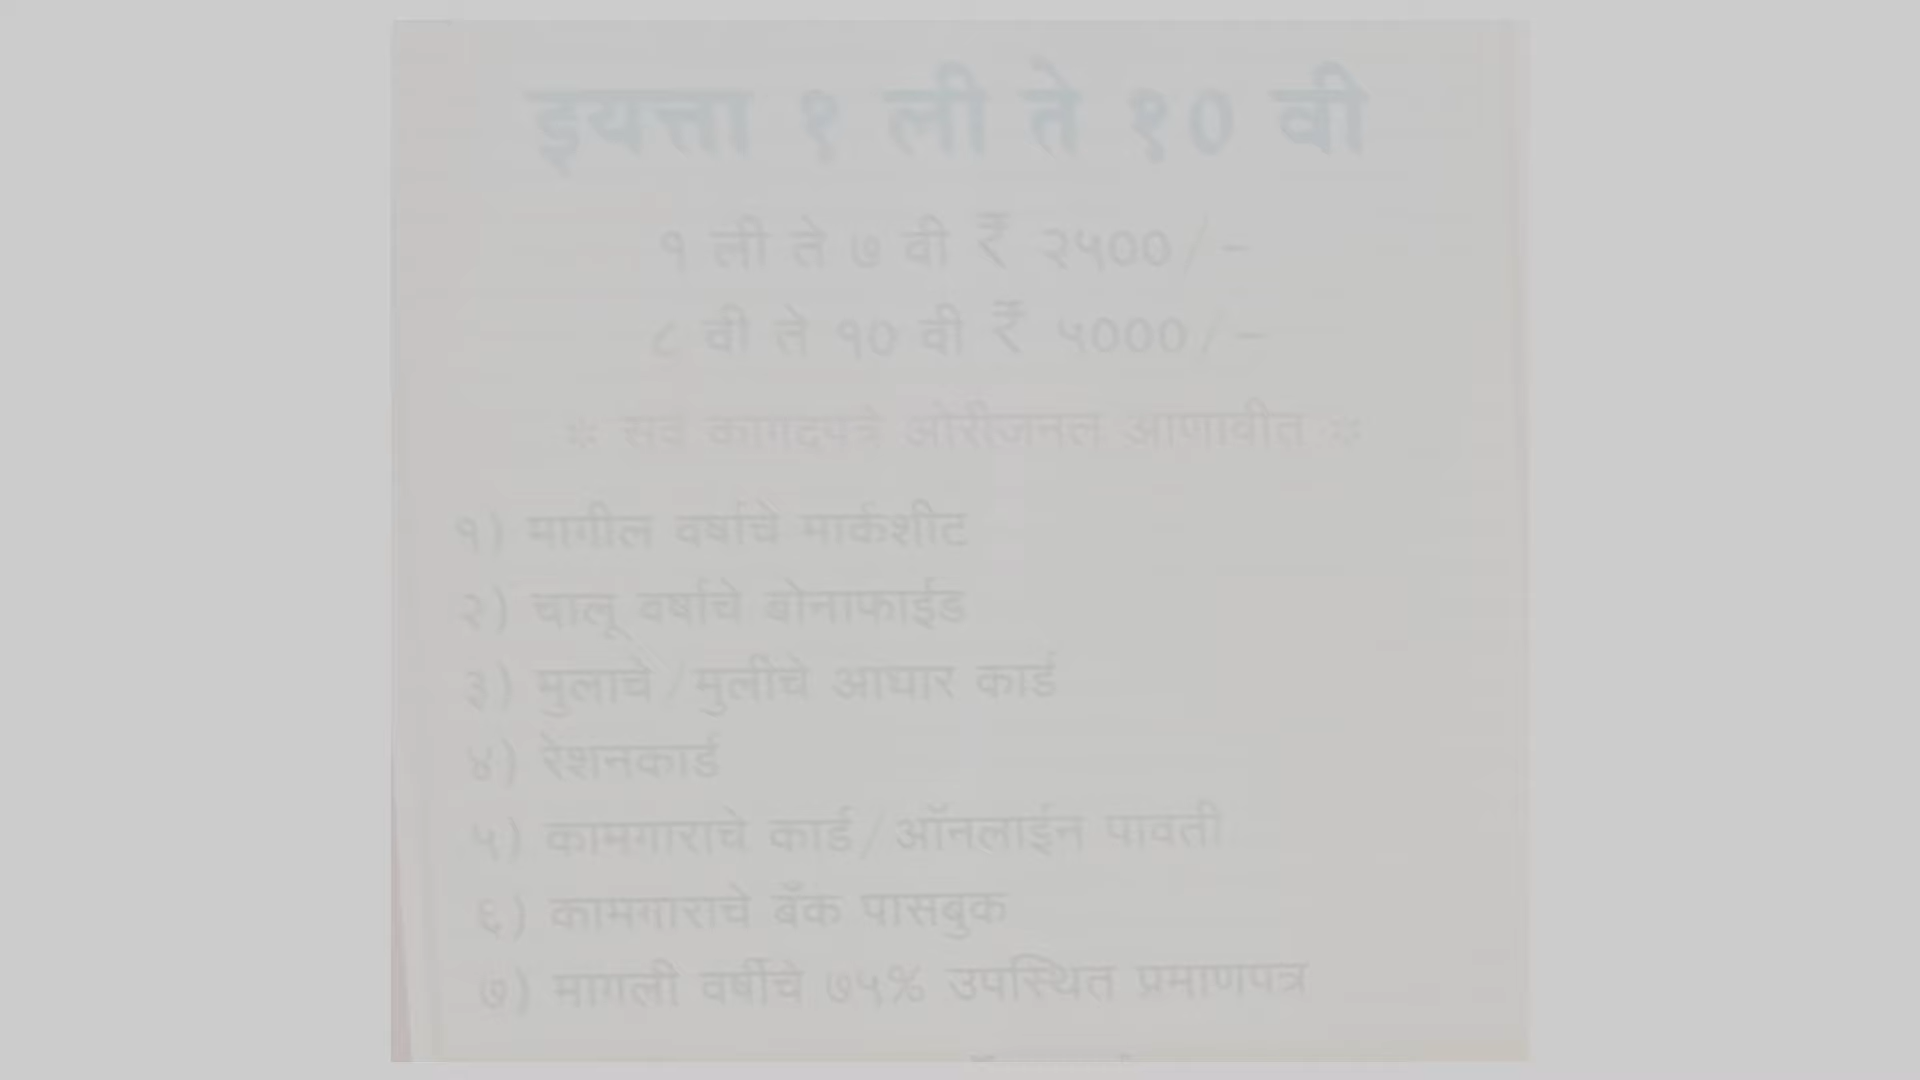 इयत्ता १ ली ते १० वी
१ ली ते ७ वी ₹ २५००/-
८ वी ते १० वी ₹ ५०००/-
* सर्व कागदपत्रे ओरीजनल आणावीत *
१) मागील वर्षाचे मार्कशीट
२) चालू वर्षाचे बोनाफाईड
३) मुलाचे/मुलीचे आधार कार्ड
४) रेशनकार्ड
५) कामगाराचे कार्ड/ऑनलाईन पावती
६) कामगाराचे बँक पासबुक
७) मागली वर्षीचे ७५% उपस्थित प्रमाणपत्र